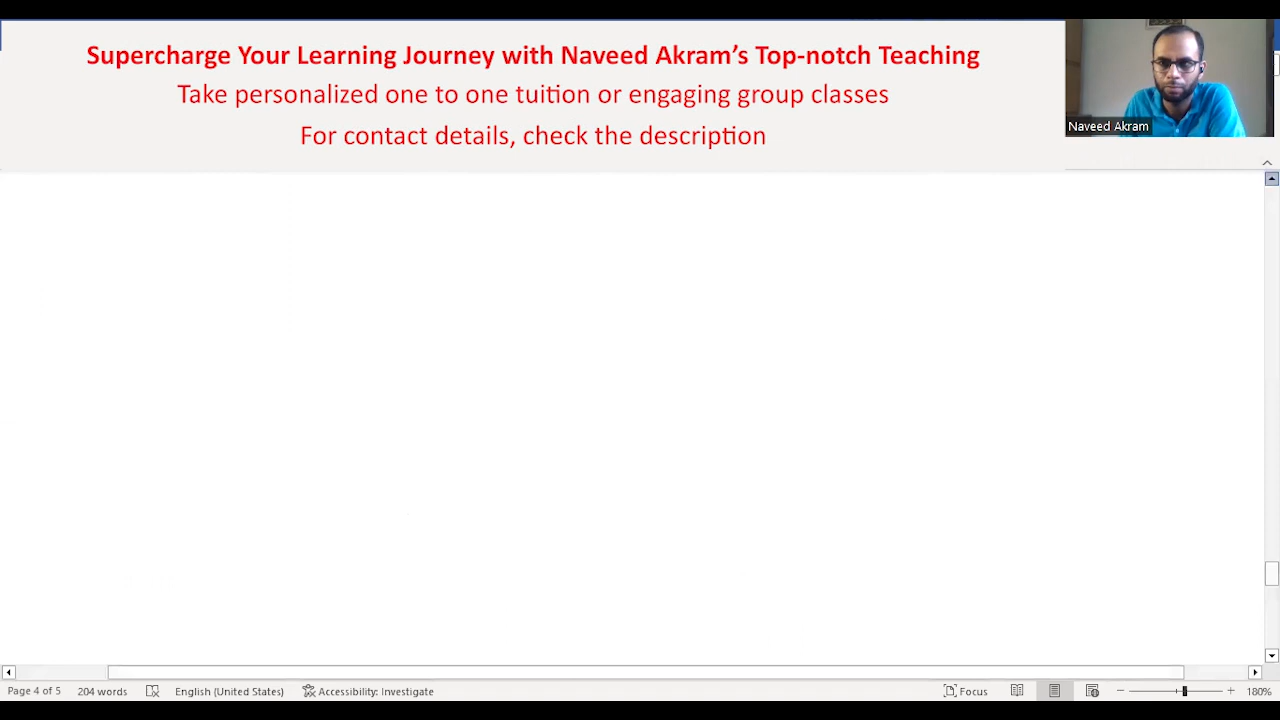 Supercharge Your Learning Journey with Naveed Akram’s Top-notch Teaching
Take personalized one to one tuition or engaging group classes
For contact details, check the description
Naveed Akram
Page 4 of 5 204 words English (United States) Accessibility: Investigate Focus 180%